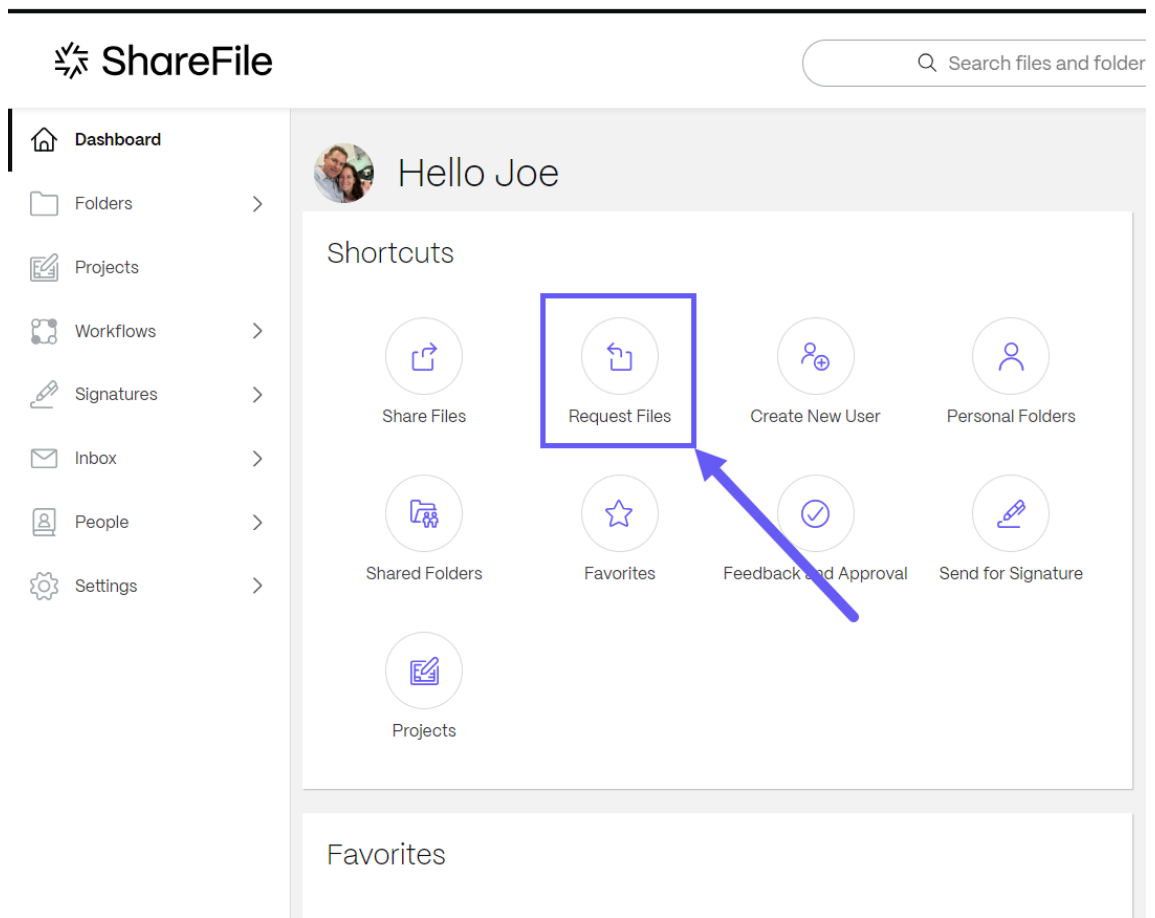 ShareFile
Search files and folder
Dashboard
Folders
Projects
Workflows
Signatures
Inbox
People
Settings
Hello Joe
Shortcuts
Share Files
Request Files
Create New User
Personal Folders
Shared Folders
Favorites
Feedback and Approval
Send for Signature
Projects
Favorites